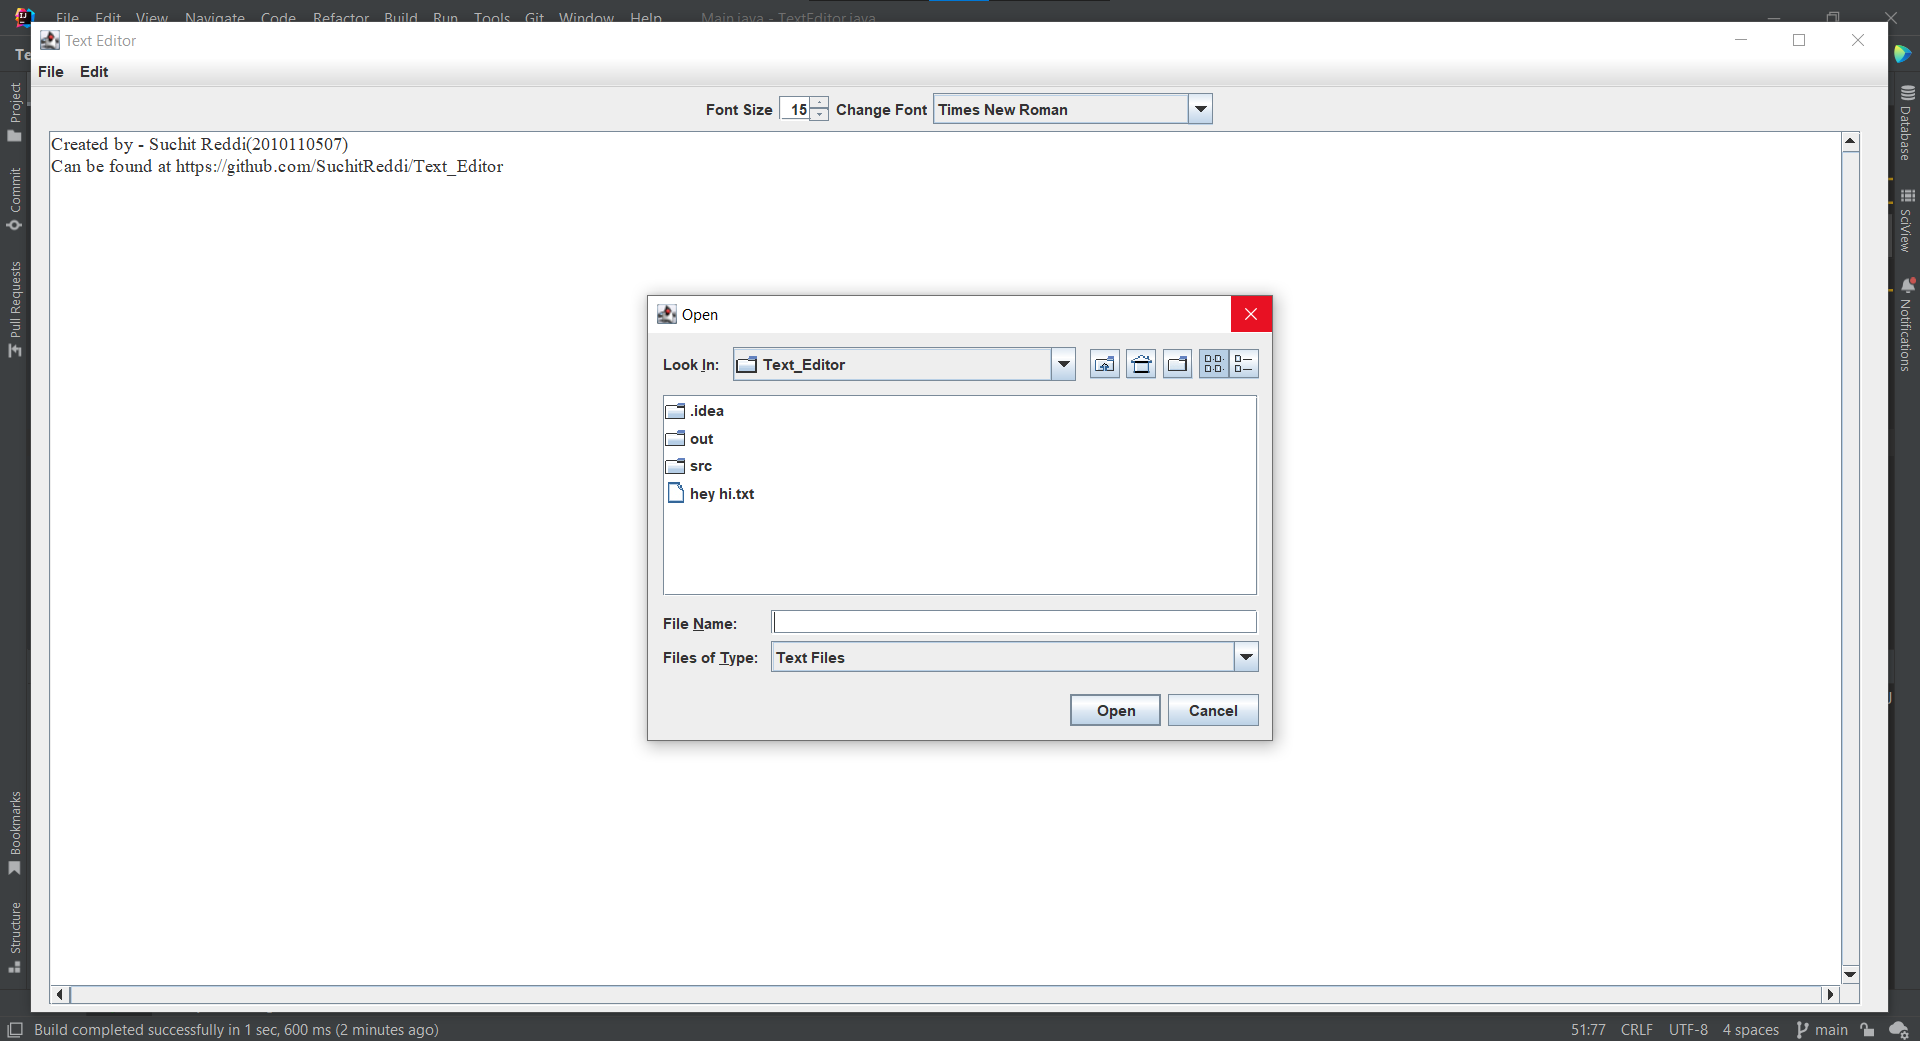 File Edit View Navigate Code Refactor Build Run Tools Git Window Help Main.java - TextEditor.java
Text Editor
File Edit
Font Size 15 Change Font Times New Roman
Created by - Suchit Reddi(2010110507)
Can be found at https://github.com/SuchitReddi/Text_Editor
Open
Look In: Text_Editor
.idea
out
src
hey hi.txt
File Name:
Files of Type: Text Files
Open Cancel
Project
Commit
Pull Requests
Bookmarks
Structure
Database
SciView
Notifications
Build completed successfully in 1 sec, 600 ms (2 minutes ago)
51:77 CRLF UTF-8 4 spaces main